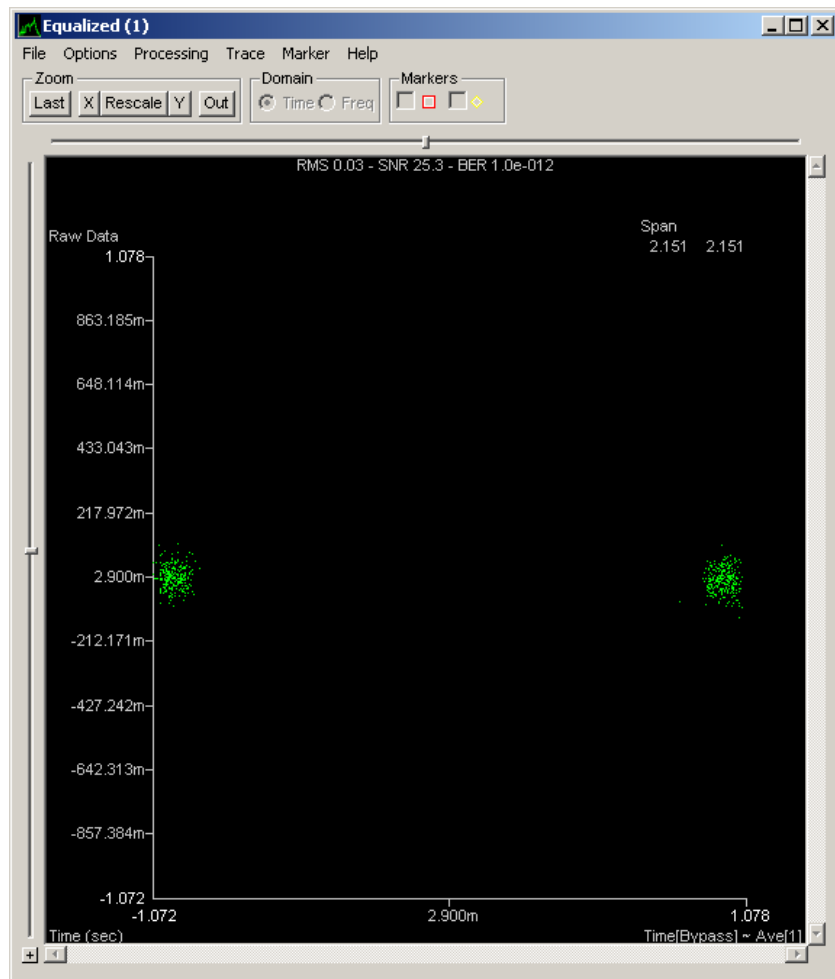 Equalized (1)
File Options Processing Trace Marker Help
Zoom Domain Markers
Last X Rescale Y Out Time Freq
RMS 0.03 - SNR 25.3 - BER 1.0e-012
Span
Raw Data 2.151 2.151
1.078
863.185m
648.114m
433.043m
217.972m
2.900m
-212.171m
-427.242m
-642.313m
-857.384m
-1.072
-1.072 2.900m 1.078
Time (sec) Time[Bypass] ~ Ave[1]